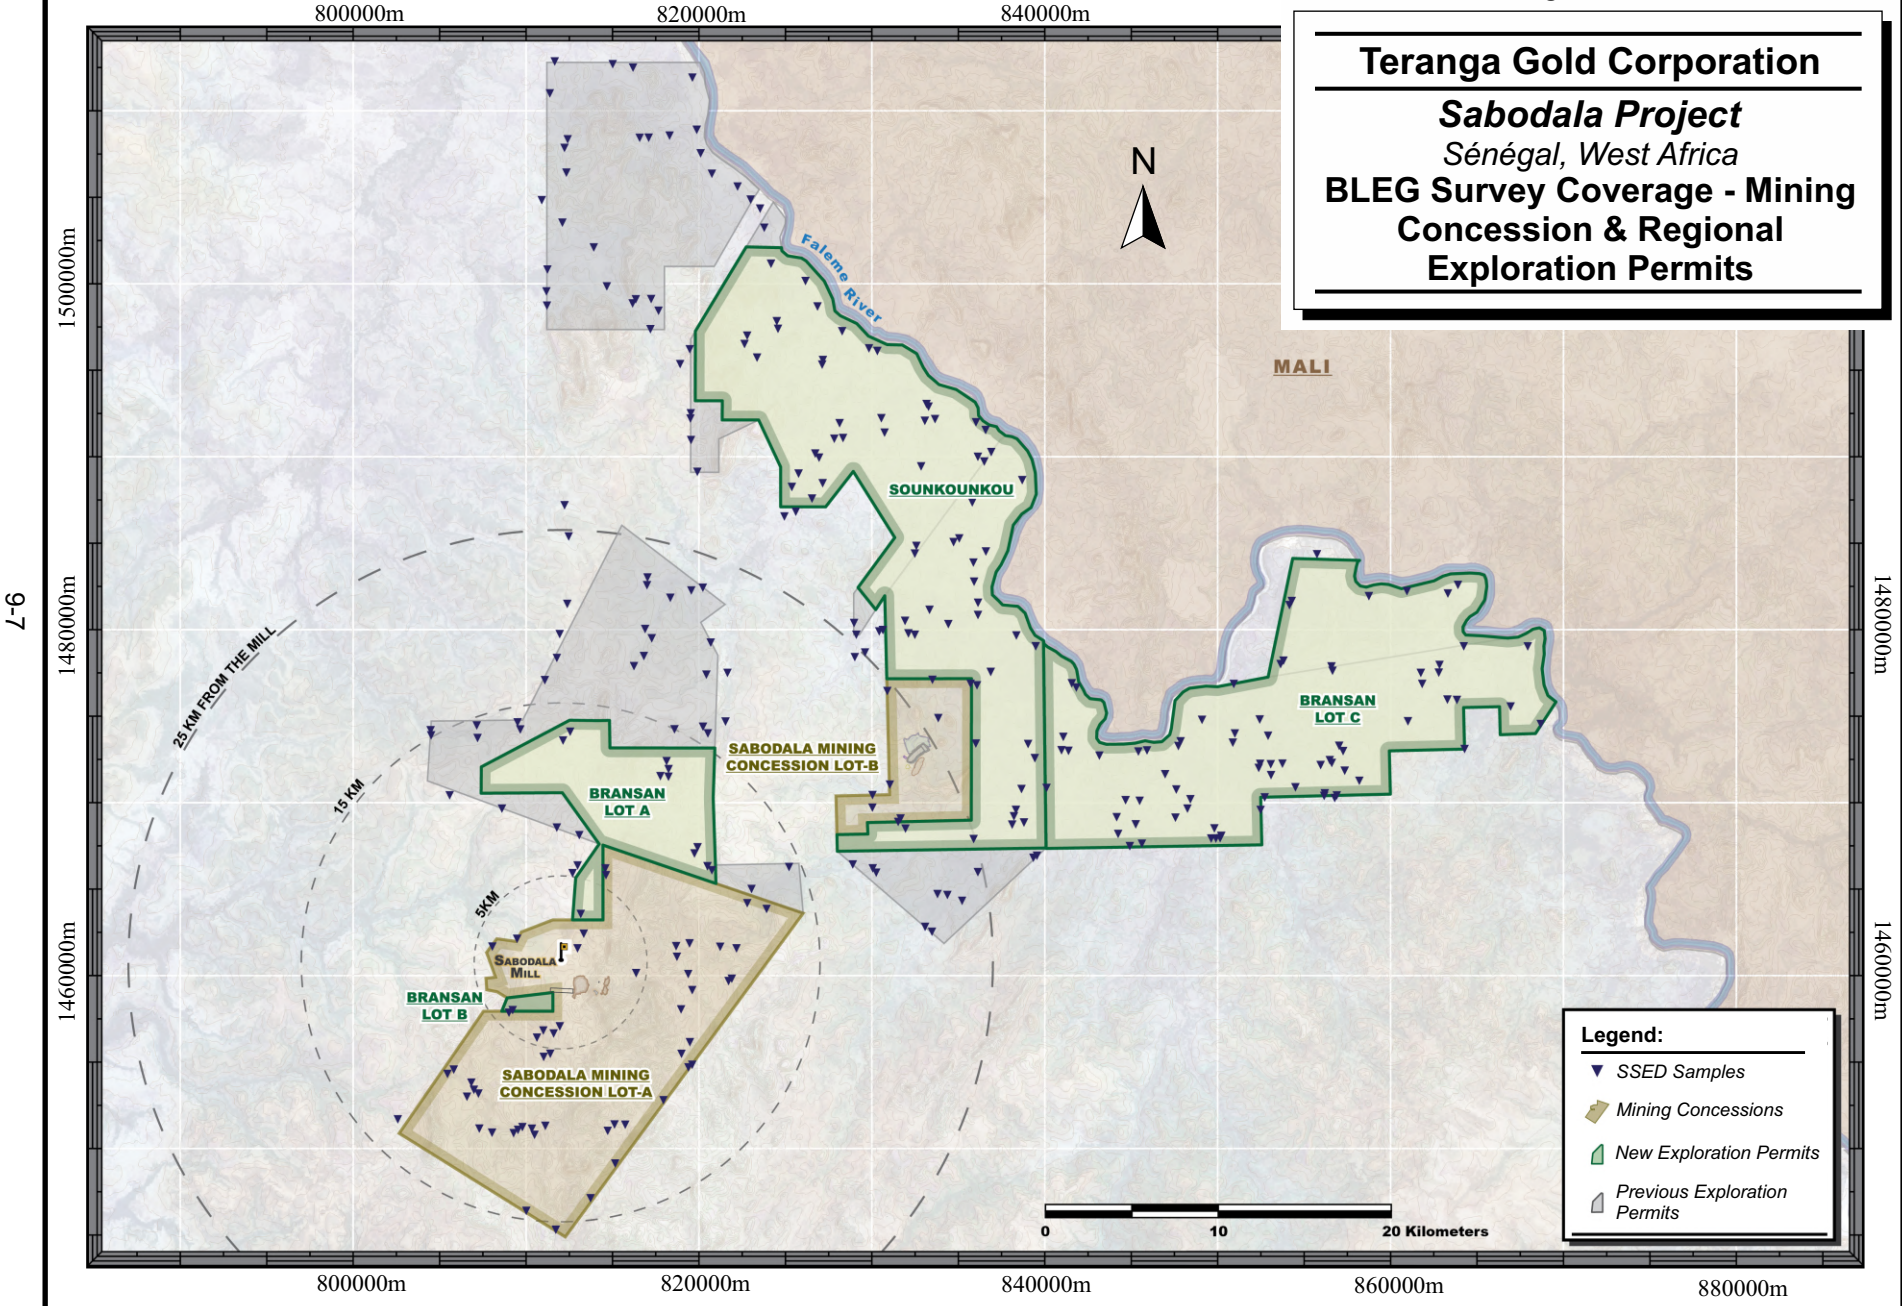 800000m
820000m
840000m
Teranga Gold Corporation
Sabodala Project
Sénégal, West Africa
BLEG Survey Coverage - Mining
Concession & Regional
Exploration Permits
N
Faleme River
MALI
1500000m
1480000m
1460000m
1480000m
1460000m
9-7
SOUNKOUNKOU
BRANSAN
LOT C
25 KM FROM THE MILL
15 KM
5KM
SABODALA MINING
CONCESSION LOT-B
BRANSAN
LOT A
SABODALA
MILL
BRANSAN
LOT B
SABODALA MINING
CONCESSION LOT-A
Legend:
SSED Samples
Mining Concessions
New Exploration Permits
Previous Exploration
Permits
0
10
20 Kilometers
800000m
820000m
840000m
860000m
880000m